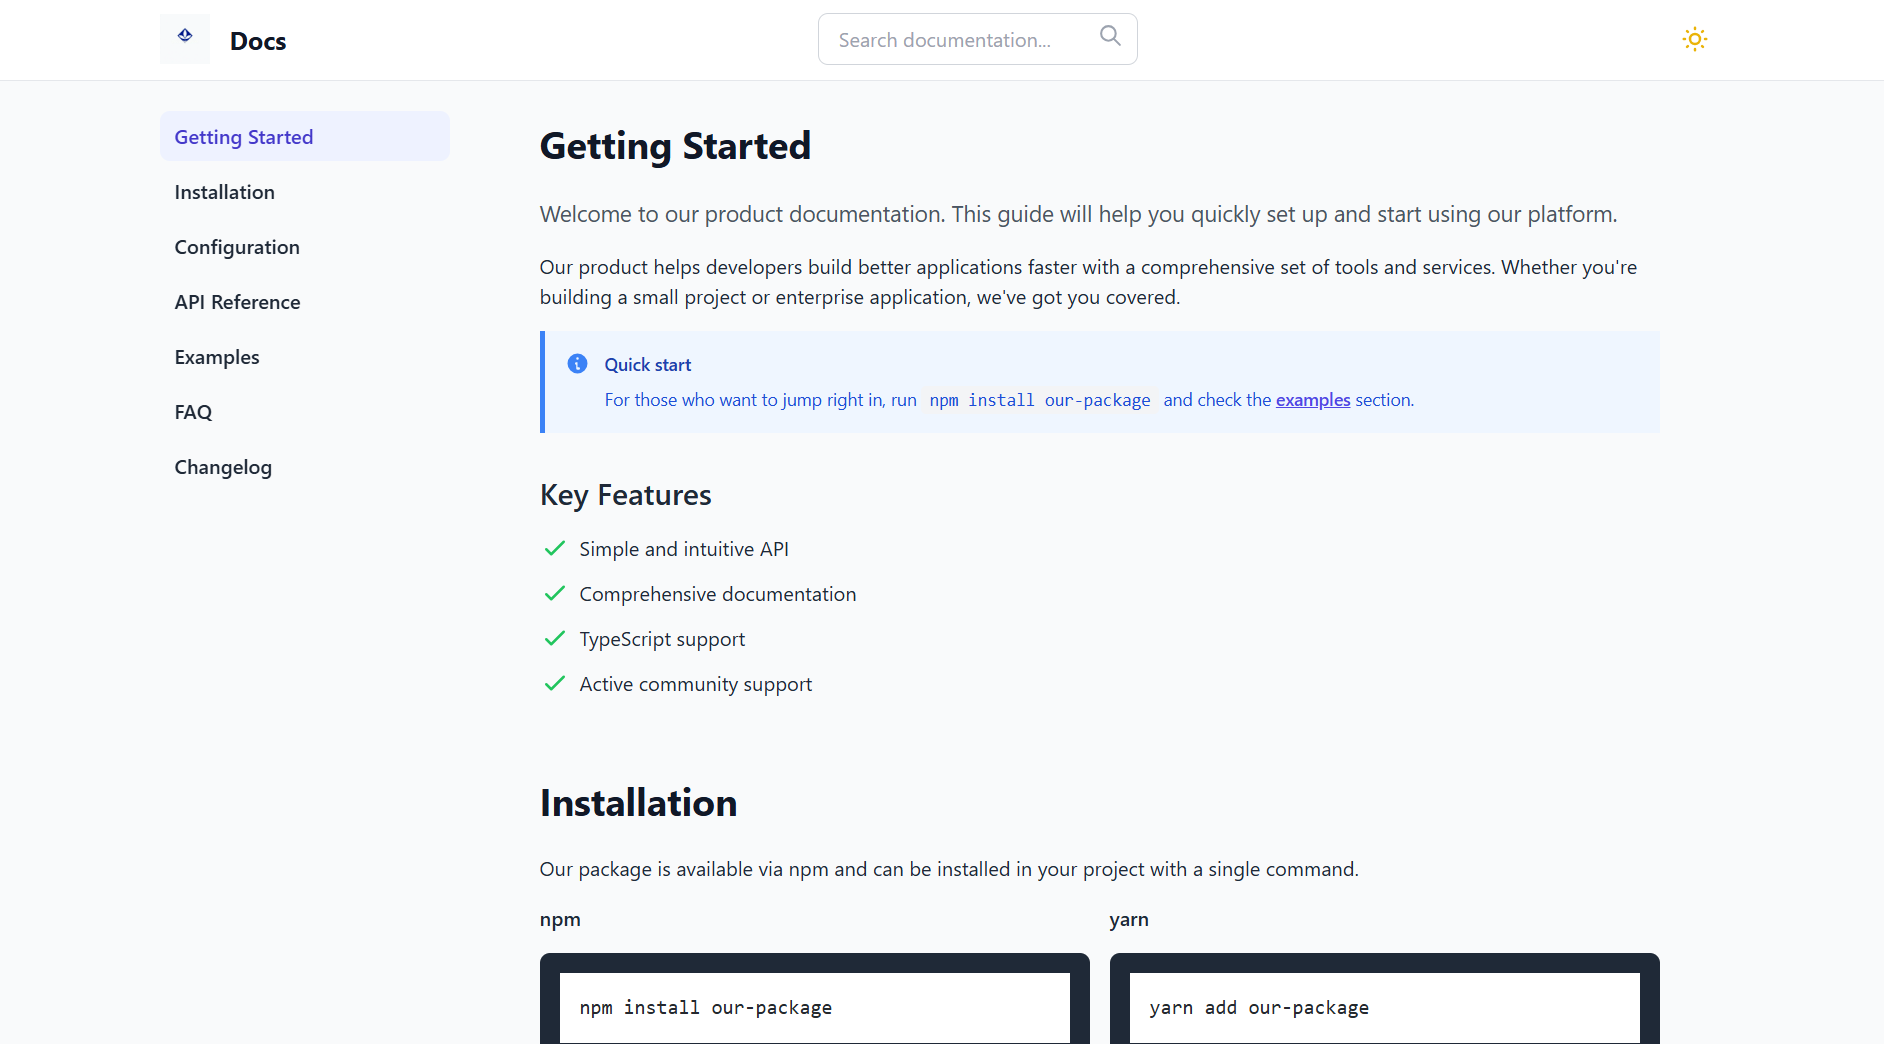 Docs
Search documentation...
Getting Started
Installation
Configuration
API Reference
Examples
FAQ
Changelog
Getting Started
Welcome to our product documentation. This guide will help you quickly set up and start using our platform.
Our product helps developers build better applications faster with a comprehensive set of tools and services. Whether you're
building a small project or enterprise application, we've got you covered.
Quick start
For those who want to jump right in, run npm install our-package and check the examples section.
Key Features
Simple and intuitive API
Comprehensive documentation
TypeScript support
Active community support
Installation
Our package is available via npm and can be installed in your project with a single command.
npm
npm install our-package
yarn
yarn add our-package